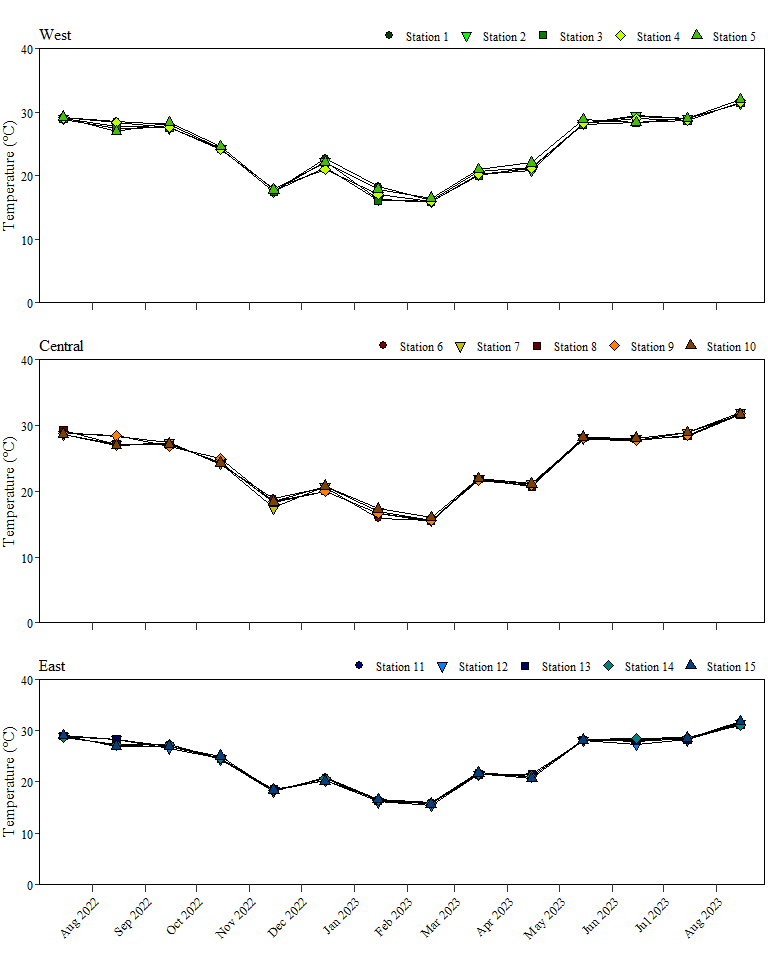 West
Station 1 Station 2 Station 3 Station 4 Station 5
40
30
20
10
0
Temperature (°C)
Central
Station 6 Station 7 Station 8 Station 9 Station 10
40
30
20
10
0
Temperature (°C)
East
Station 11 Station 12 Station 13 Station 14 Station 15
40
30
20
10
0
Temperature (°C)
Aug 2022 Sep 2022 Oct 2022 Nov 2022 Dec 2022 Jan 2023 Feb 2023 Mar 2023 Apr 2023 May 2023 Jun 2023 Jul 2023 Aug 2023